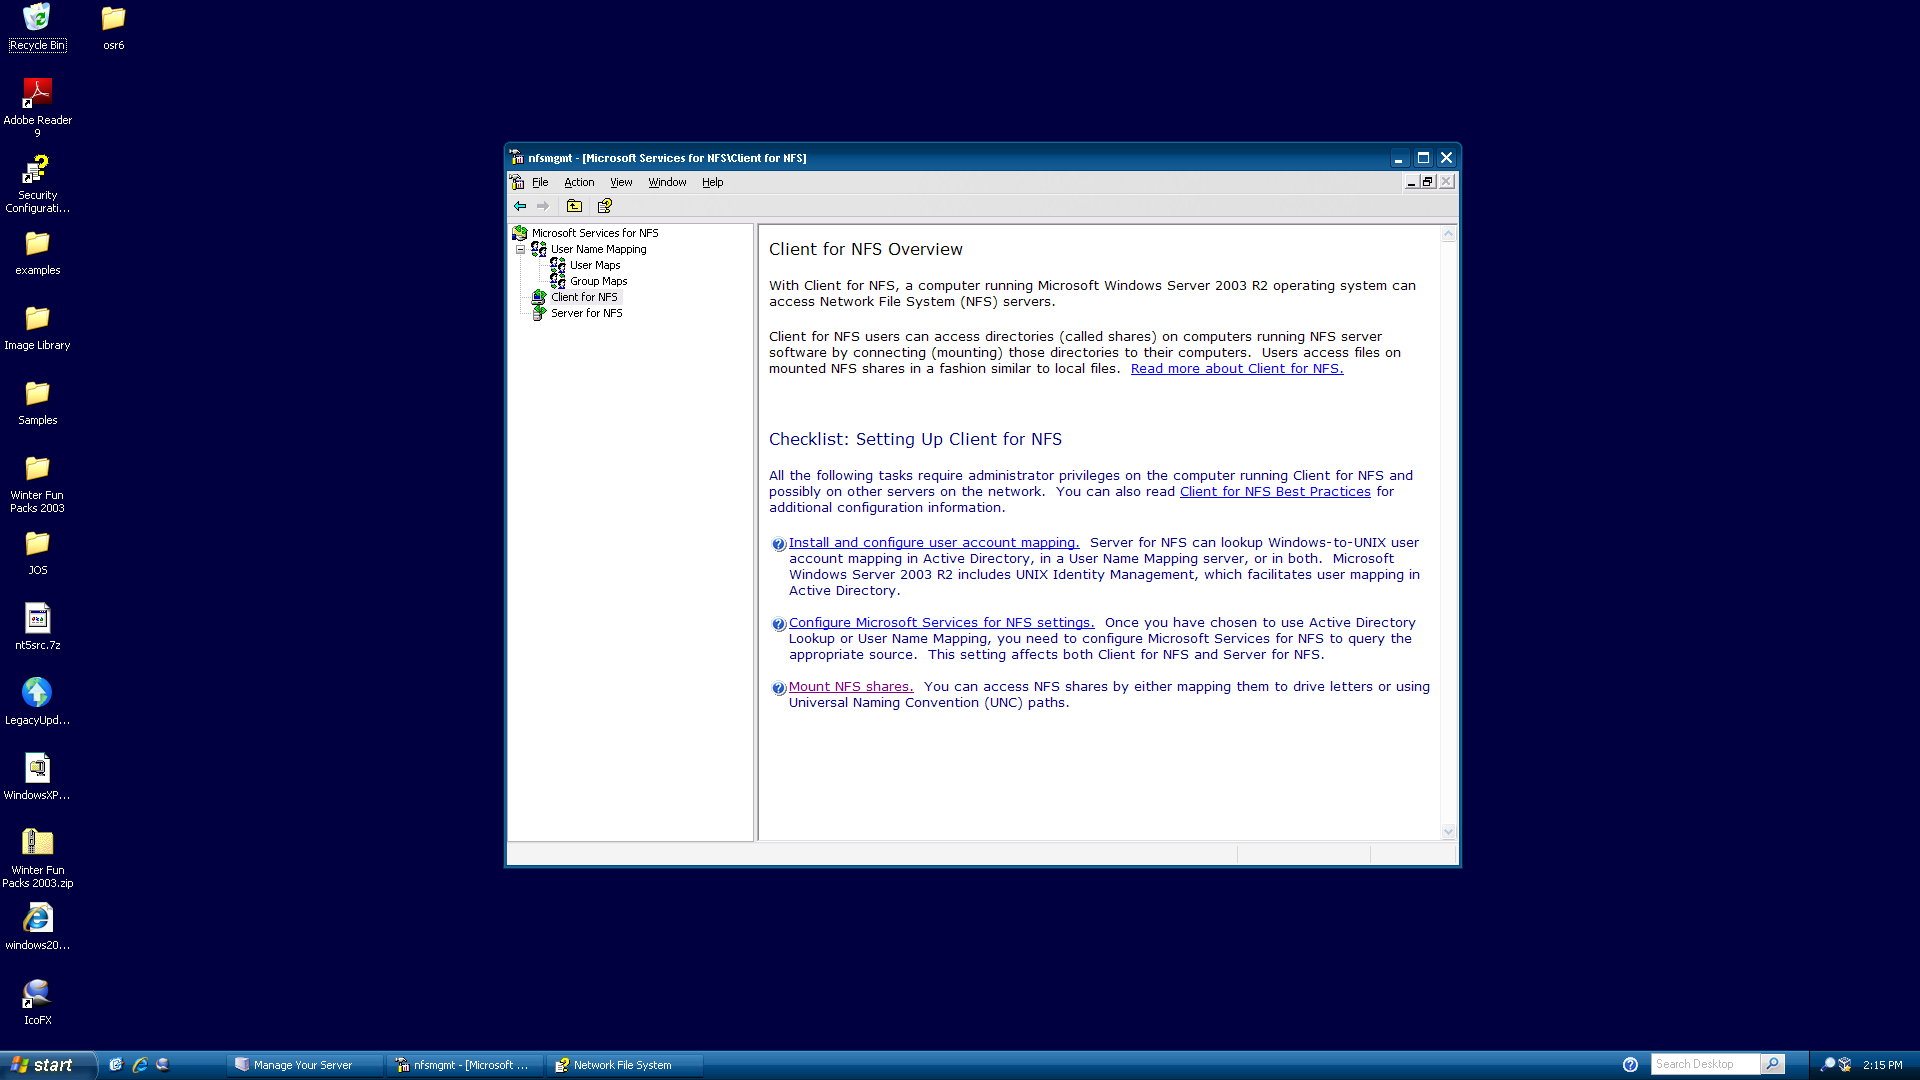 Recycle Bin
osr6
Adobe Reader
9
Security
Configurati...
examples
Image Library
Samples
Winter Fun
Packs 2003
JOS
nt5src.7z
LegacyUpd...
WindowsXP...
Winter Fun
Packs 2003.zip
windows20...
IcoFX
nfsmgmt - [Microsoft Services for NFS\Client for NFS]
File Action View Window Help
Microsoft Services for NFS
User Name Mapping
User Maps
Group Maps
Client for NFS
Server for NFS
Client for NFS Overview
With Client for NFS, a computer running Microsoft Windows Server 2003 R2 operating system can
access Network File System (NFS) servers.
Client for NFS users can access directories (called shares) on computers running NFS server
software by connecting (mounting) those directories to their computers. Users access files on
mounted NFS shares in a fashion similar to local files. Read more about Client for NFS.
Checklist: Setting Up Client for NFS
All the following tasks require administrator privileges on the computer running Client for NFS and
possibly on other servers on the network. You can also read Client for NFS Best Practices for
additional configuration information.
Install and configure user account mapping. Server for NFS can lookup Windows-to-UNIX user
account mapping in Active Directory, in a User Name Mapping server, or in both. Microsoft
Windows Server 2003 R2 includes UNIX Identity Management, which facilitates user mapping in
Active Directory.
Configure Microsoft Services for NFS settings. Once you have chosen to use Active Directory
Lookup or User Name Mapping, you need to configure Microsoft Services for NFS to query the
appropriate source. This setting affects both Client for NFS and Server for NFS.
Mount NFS shares. You can access NFS shares by either mapping them to drive letters or using
Universal Naming Convention (UNC) paths.
start
Manage Your Server
nfsmgmt - [Microsoft ...
Network File System
Search Desktop
2:15 PM